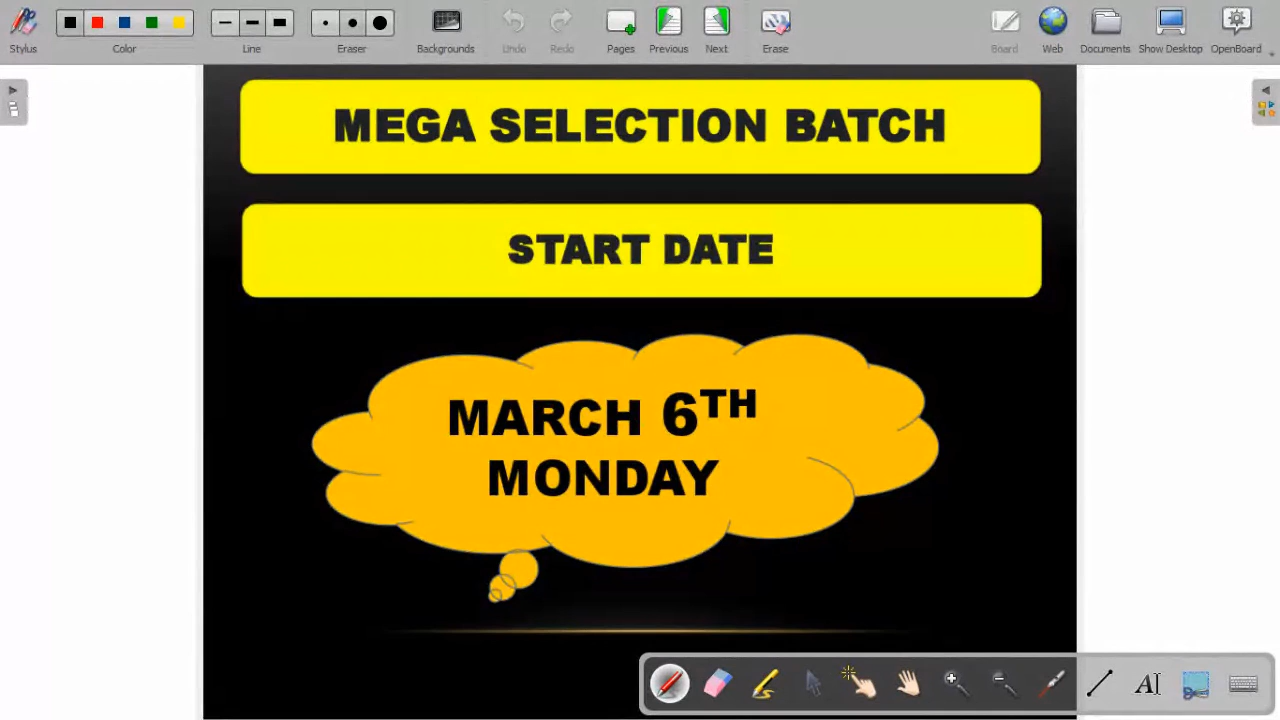 Stylus
Color
Line
Eraser
Backgrounds
Undo
Redo
Pages
Previous
Next
Erase
Board
Web
Documents
Show Desktop
OpenBoard
MEGA SELECTION BATCH
START DATE
MARCH 6TH
MONDAY
AI